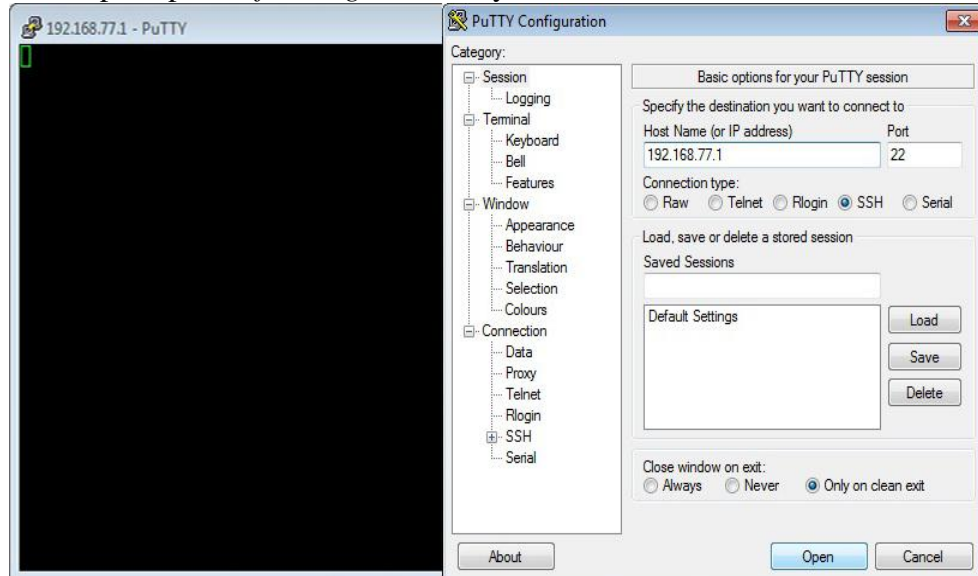 192.168.77.1 - PuTTY
PuTTY Configuration
Category:
Session
Logging
Terminal
Keyboard
Bell
Features
Window
Appearance
Behaviour
Translation
Selection
Colours
Connection
Data
Proxy
Telnet
Rlogin
SSH
Serial
Basic options for your PuTTY session
Specify the destination you want to connect to
Host Name (or IP address) Port
192.168.77.1 22
Connection type:
Raw Telnet Rlogin SSH Serial
Load, save or delete a stored session
Saved Sessions
Default Settings
Load
Save
Delete
Close window on exit:
Always Never Only on clean exit
About Open Cancel